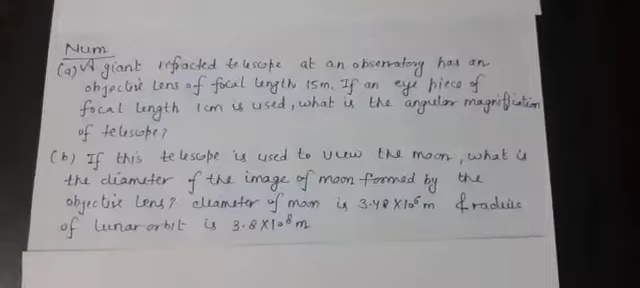 Num
(a) A giant refracted telescope at an observatory has an
objective lens of focal length 15m. If an eye piece of
focal length 1cm is used, what is the angular magnification
of telescope?
(b) If this telescope is used to view the moon, what is
the diameter of the image of moon formed by the
objective lens? diameter of moon is 3.48×10⁶m & radius
of lunar orbit is 3.8×10⁸m